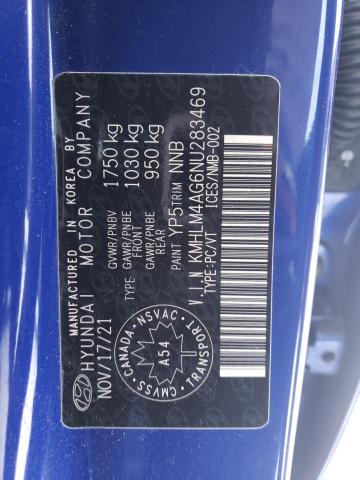 MANUFACTURED IN KOREA BY
HYUNDAI MOTOR COMPANY
NOV/17/21
GVWR/PNBV 1750 kg
TYPE: GAWR/PNBE FRONT 1030 kg
GAWR/PNBE REAR 950 kg
PAINT YP5 TRIM NNB
V.I.N KMHLM4AG6NU283469
TYPE:PC/VT ICES/NMB-002
CANADA NSVAC
A54
CMVSS TRANSPORT